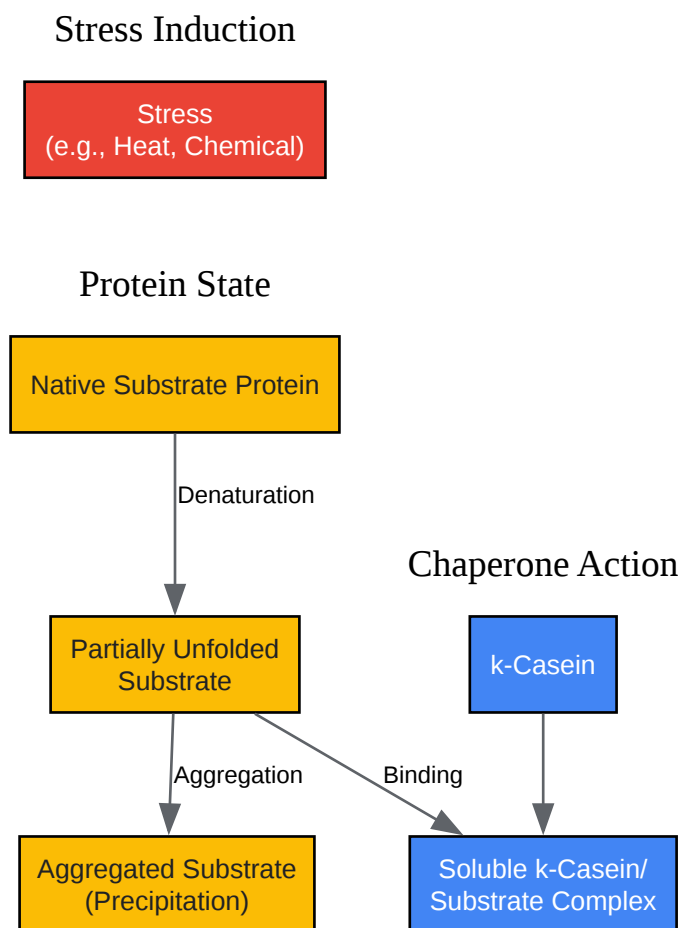 Stress Induction
Stress
(e.g., Heat, Chemical)
Protein State
Native Substrate Protein
Denaturation
Chaperone Action
Partially Unfolded
Substrate
k-Casein
Aggregation
Binding
Aggregated Substrate
(Precipitation)
Soluble k-Casein/
Substrate Complex